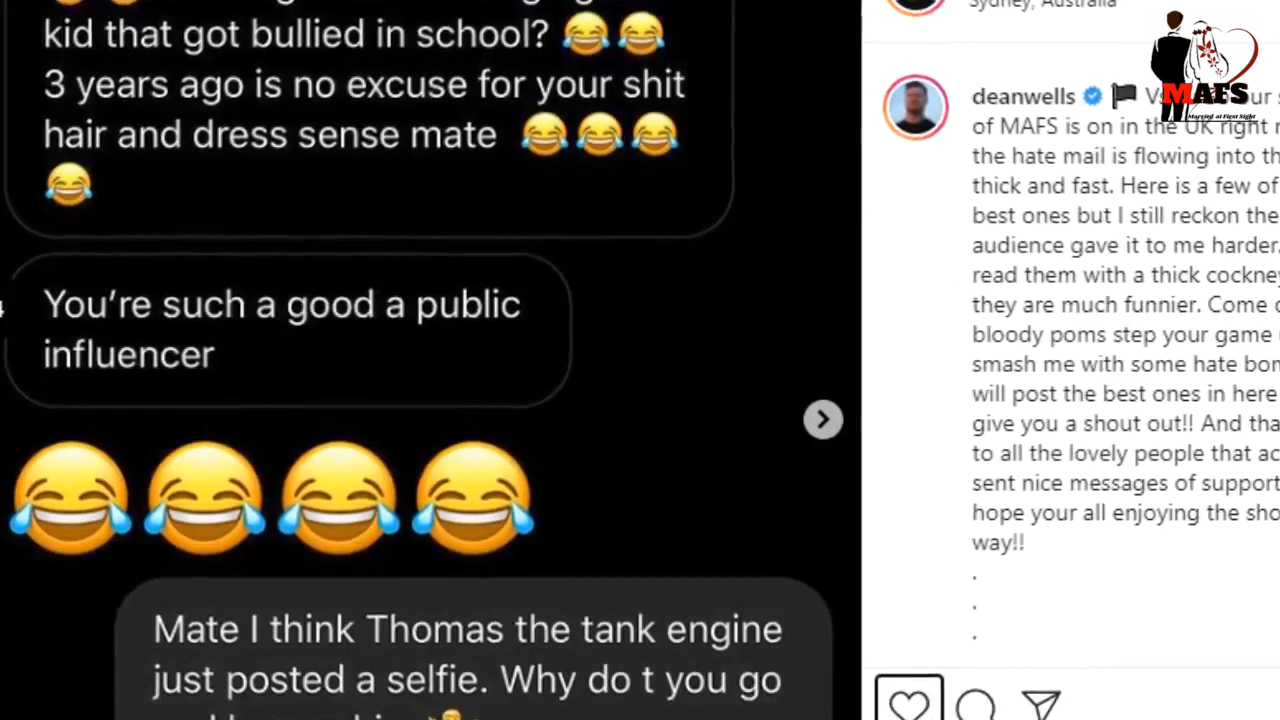 kid that got bullied in school? 😂😂
3 years ago is no excuse for your shit
hair and dress sense mate 😂😂😂
😂
You’re such a good a public
influencer
😂😂😂😂
Mate I think Thomas the tank engine
just posted a selfie. Why do t you go
Sydney, Australia
MAFS
Married at First Sight
deanwells 🏴 Vs
of MAFS is on in the UK right
the hate mail is flowing into
thick and fast. Here is a few of
best ones but I still reckon the
audience gave it to me harder.
read them with a thick cockney
they are much funnier. Come
bloody poms step your game
smash me with some hate
will post the best ones in here
give you a shout out!! And
to all the lovely people that
sent nice messages of support
hope your all enjoying the
way!!
.
.
.